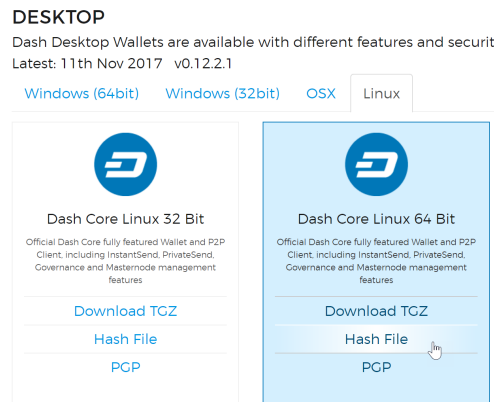 DESKTOP
Dash Desktop Wallets are available with different features and securit
Latest: 11th Nov 2017 v0.12.2.1
Windows (64bit) Windows (32bit) OSX Linux
Dash Core Linux 32 Bit
Official Dash Core fully featured Wallet and P2P
Client, including InstantSend, PrivateSend,
Governance and Masternode management
features
Download TGZ
Hash File
PGP
Dash Core Linux 64 Bit
Official Dash Core fully featured Wallet and P2P
Client, including InstantSend, PrivateSend,
Governance and Masternode management
features
Download TGZ
Hash File
PGP